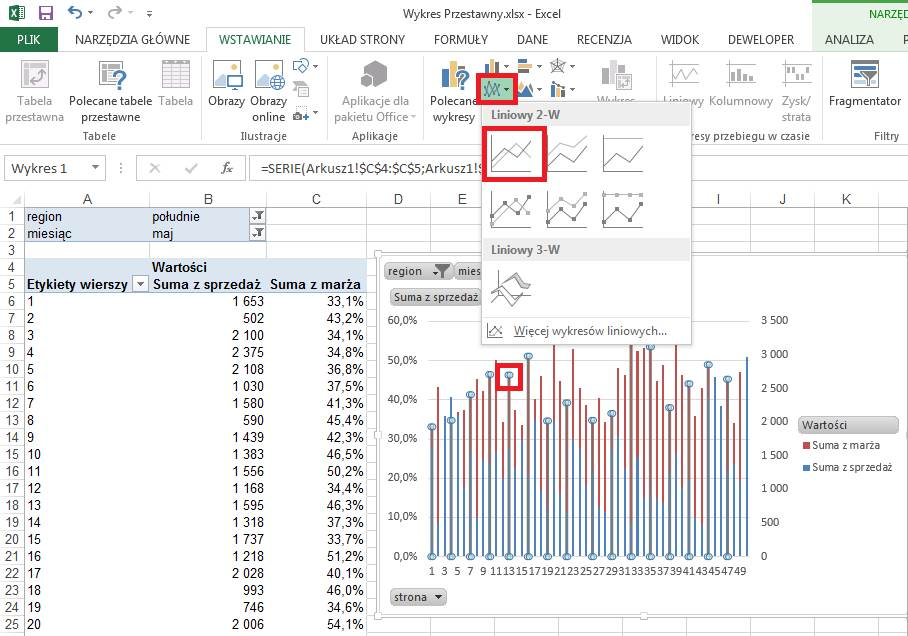 Wykres Przestawny.xlsx - Excel
NARZĘD
PLIK NARZĘDZIA GŁÓWNE WSTAWIANIE UKŁAD STRONY FORMUŁY DANE RECENZJA WIDOK DEWELOPER ANALIZA
Tabela przestawna
Polecane tabele przestawne
Tabela
Tabele
Obrazy
Obrazy online
Ilustracje
Aplikacje dla pakietu Office
Aplikacje
Polecane wykresy
Wykres
Liniowy Kolumnowy Zysk/ strata
esy przebiegu w czasie
Fragmentator
Filtry
Liniowy 2-W
Liniowy 3-W
Więcej wykresów liniowych...
Wykres 1
fx
=SERIE(Arkusz1!$C$4:$C$5;Arkusz1!$
A B C D E I J K
1 region południe
2 miesiąc maj
3
4 Wartości
5 Etykiety wierszy Suma z sprzedaż Suma z marża
6 1 1 653 33,1%
7 2 502 43,2%
8 3 2 100 34,1%
9 4 2 375 34,8%
10 5 2 108 36,8%
11 6 1 030 37,5%
12 7 1 580 41,3%
13 8 590 45,4%
14 9 1 439 42,3%
15 10 1 383 46,5%
16 11 1 556 50,2%
17 12 1 168 34,4%
18 13 1 595 46,3%
19 14 1 318 37,3%
20 15 1 737 33,7%
21 16 1 218 51,2%
22 17 2 028 40,1%
23 18 993 46,0%
24 19 746 34,6%
25 20 2 006 54,1%
region mies
Suma z sprzedaż
60,0% 3 500
50,0% 3 000
40,0% 2 500
30,0% 2 000
20,0% 1 500
10,0% 1 000
0,0% 500
0
1 3 5 7 9 11 13 15 17 19 21 23 25 27 29 31 33 35 37 39 41 43 45 47 49
Wartości
Suma z marża
Suma z sprzedaż
strona